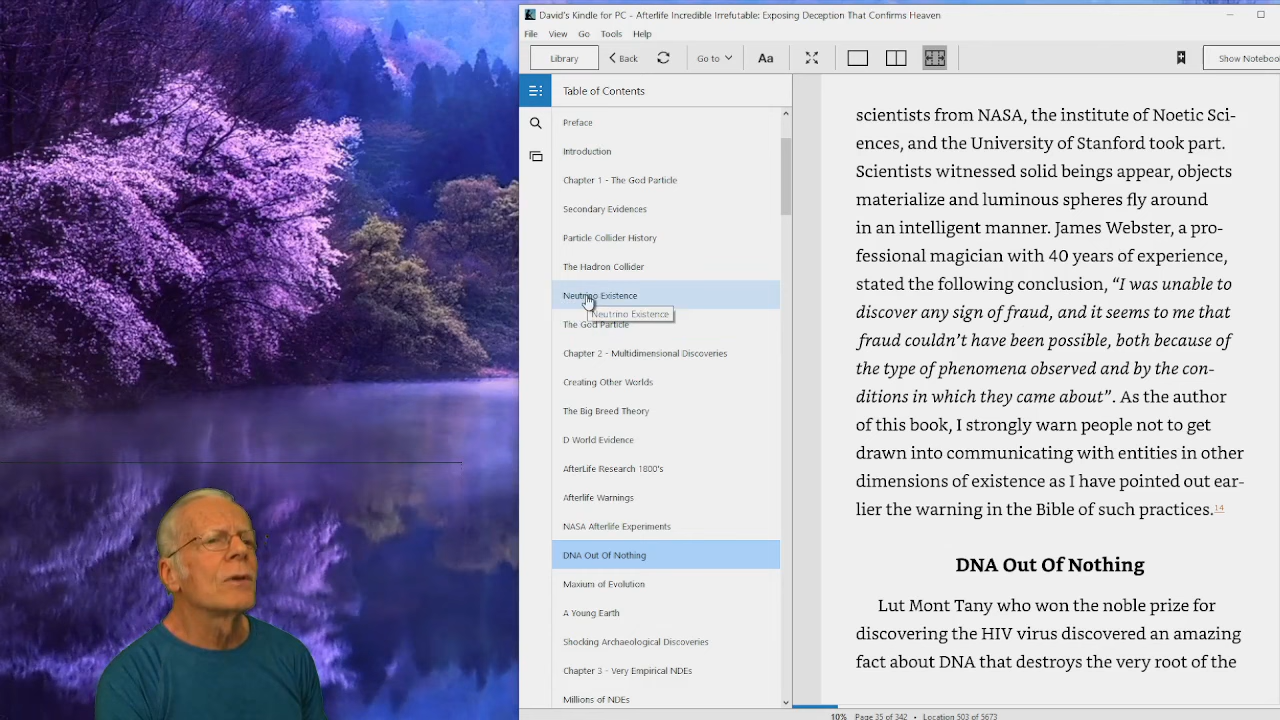 David's Kindle for PC - Afterlife Incredible Irrefutable: Exposing Deception That Confirms Heaven
File View Go Tools Help
Library Back Go to Aa Show Noteboo
Table of Contents
Preface
Introduction
Chapter 1 - The God Particle
Secondary Evidences
Particle Collider History
The Hadron Collider
Neutrino Existence
Neutrino Existence
The God Particle
Chapter 2 - Multidimensional Discoveries
Creating Other Worlds
The Big Breed Theory
D World Evidence
AfterLife Research 1800's
Afterlife Warnings
NASA Afterlife Experiments
DNA Out Of Nothing
Maxium of Evolution
A Young Earth
Shocking Archaeological Discoveries
Chapter 3 - Very Empirical NDEs
Millions of NDEs
scientists from NASA, the institute of Noetic Sci-
ences, and the University of Stanford took part.
Scientists witnessed solid beings appear, objects
materialize and luminous spheres fly around
in an intelligent manner. James Webster, a pro-
fessional magician with 40 years of experience,
stated the following conclusion, “I was unable to
discover any sign of fraud, and it seems to me that
fraud couldn’t have been possible, both because of
the type of phenomena observed and by the con-
ditions in which they came about”. As the author
of this book, I strongly warn people not to get
drawn into communicating with entities in other
dimensions of existence as I have pointed out ear-
lier the warning in the Bible of such practices.14
DNA Out Of Nothing
Lut Mont Tany who won the noble prize for
discovering the HIV virus discovered an amazing
fact about DNA that destroys the very root of the
10% Page 35 of 342 • Location 503 of 5673